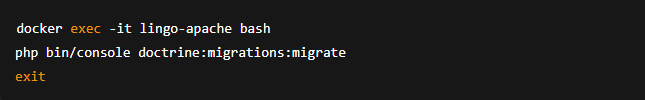 docker exec -it lingo-apache bash
php bin/console doctrine:migrations:migrate
exit